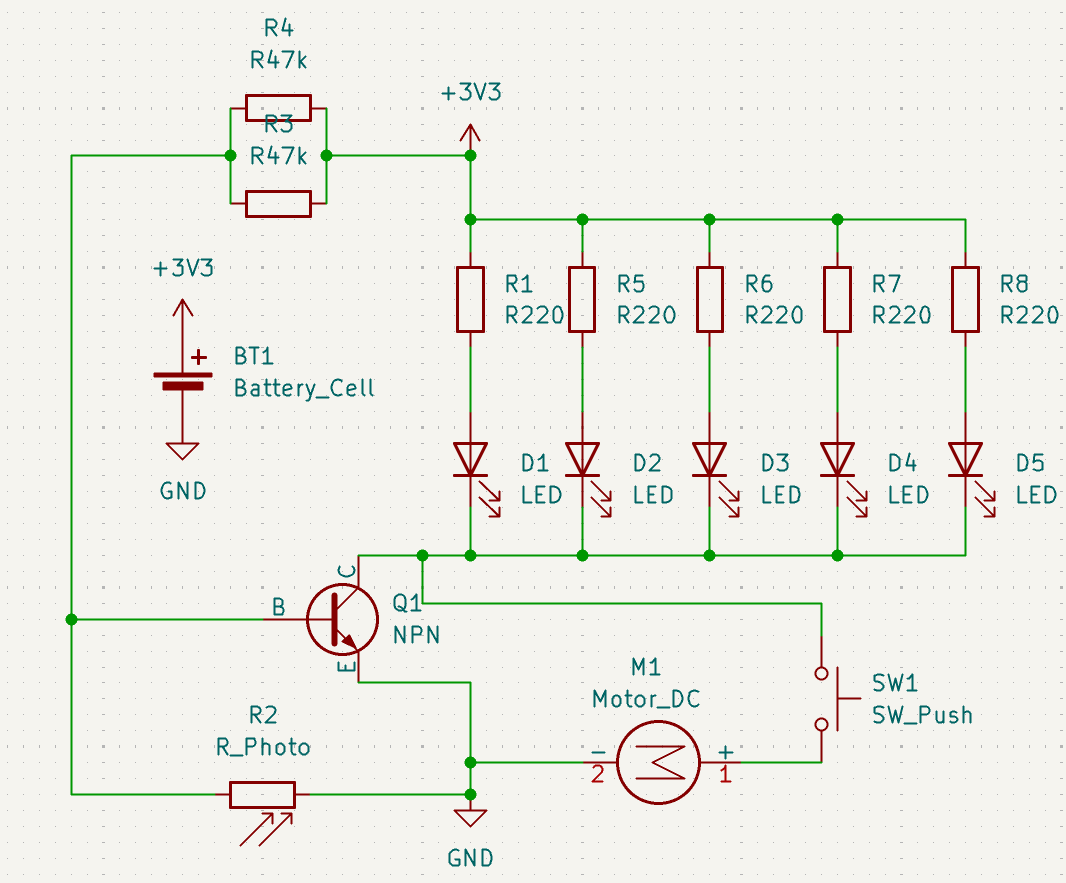 R4
R47k
R3
R47k
+3V3
+3V3
+
BT1
Battery_Cell
GND
R1
R220
R5
R220
R6
R220
R7
R220
R8
R220
D1
LED
D2
LED
D3
LED
D4
LED
D5
LED
C
B
E
Q1
NPN
R2
R_Photo
M1
Motor_DC
−
2
+
1
SW1
SW_Push
GND